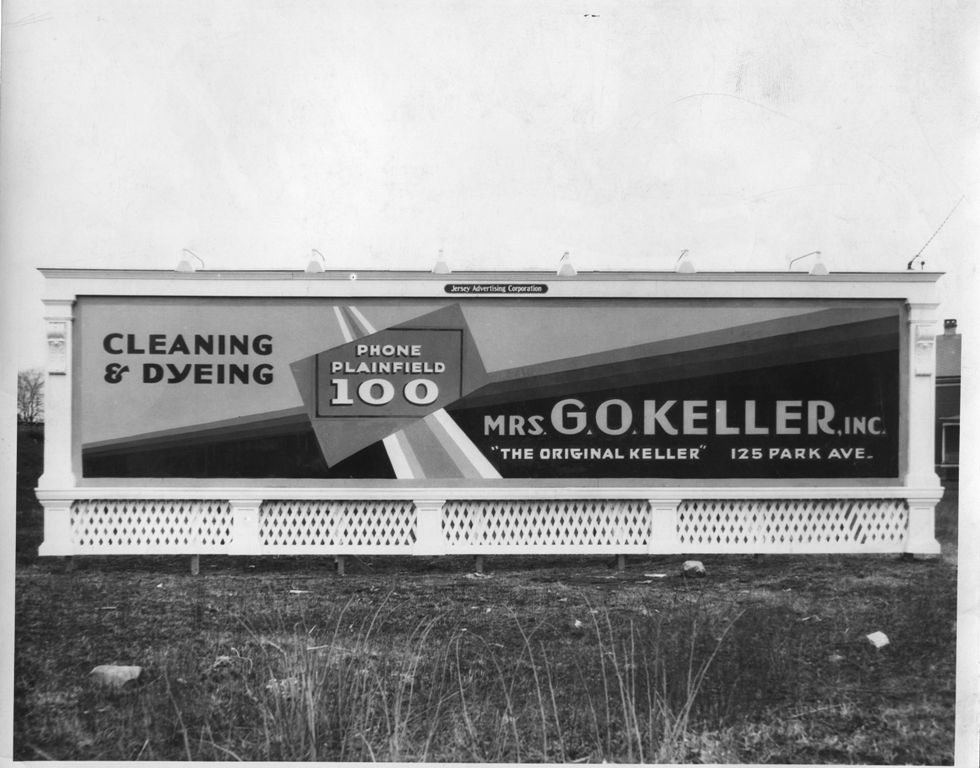 Jersey Advertising Corporation
CLEANING
& DYEING
PHONE
PLAINFIELD
100
MRS. G.O. KELLER, INC.
"THE ORIGINAL KELLER" 125 PARK AVE.